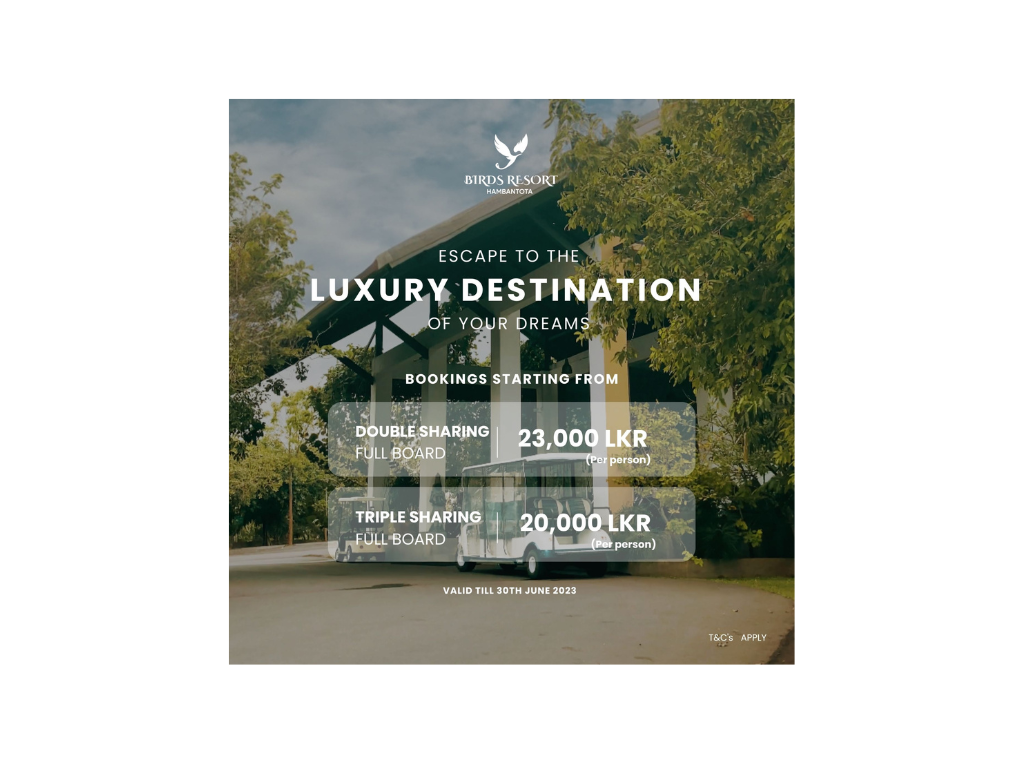 BIRDS RESORT
HAMBANTOTA
ESCAPE TO THE
LUXURY DESTINATION
OF YOUR DREAMS
BOOKINGS STARTING FROM
DOUBLE SHARING
FULL BOARD
23,000 LKR
(Per person)
TRIPLE SHARING
FULL BOARD
20,000 LKR
(Per person)
VALID TILL 30TH JUNE 2023
T&C's APPLY